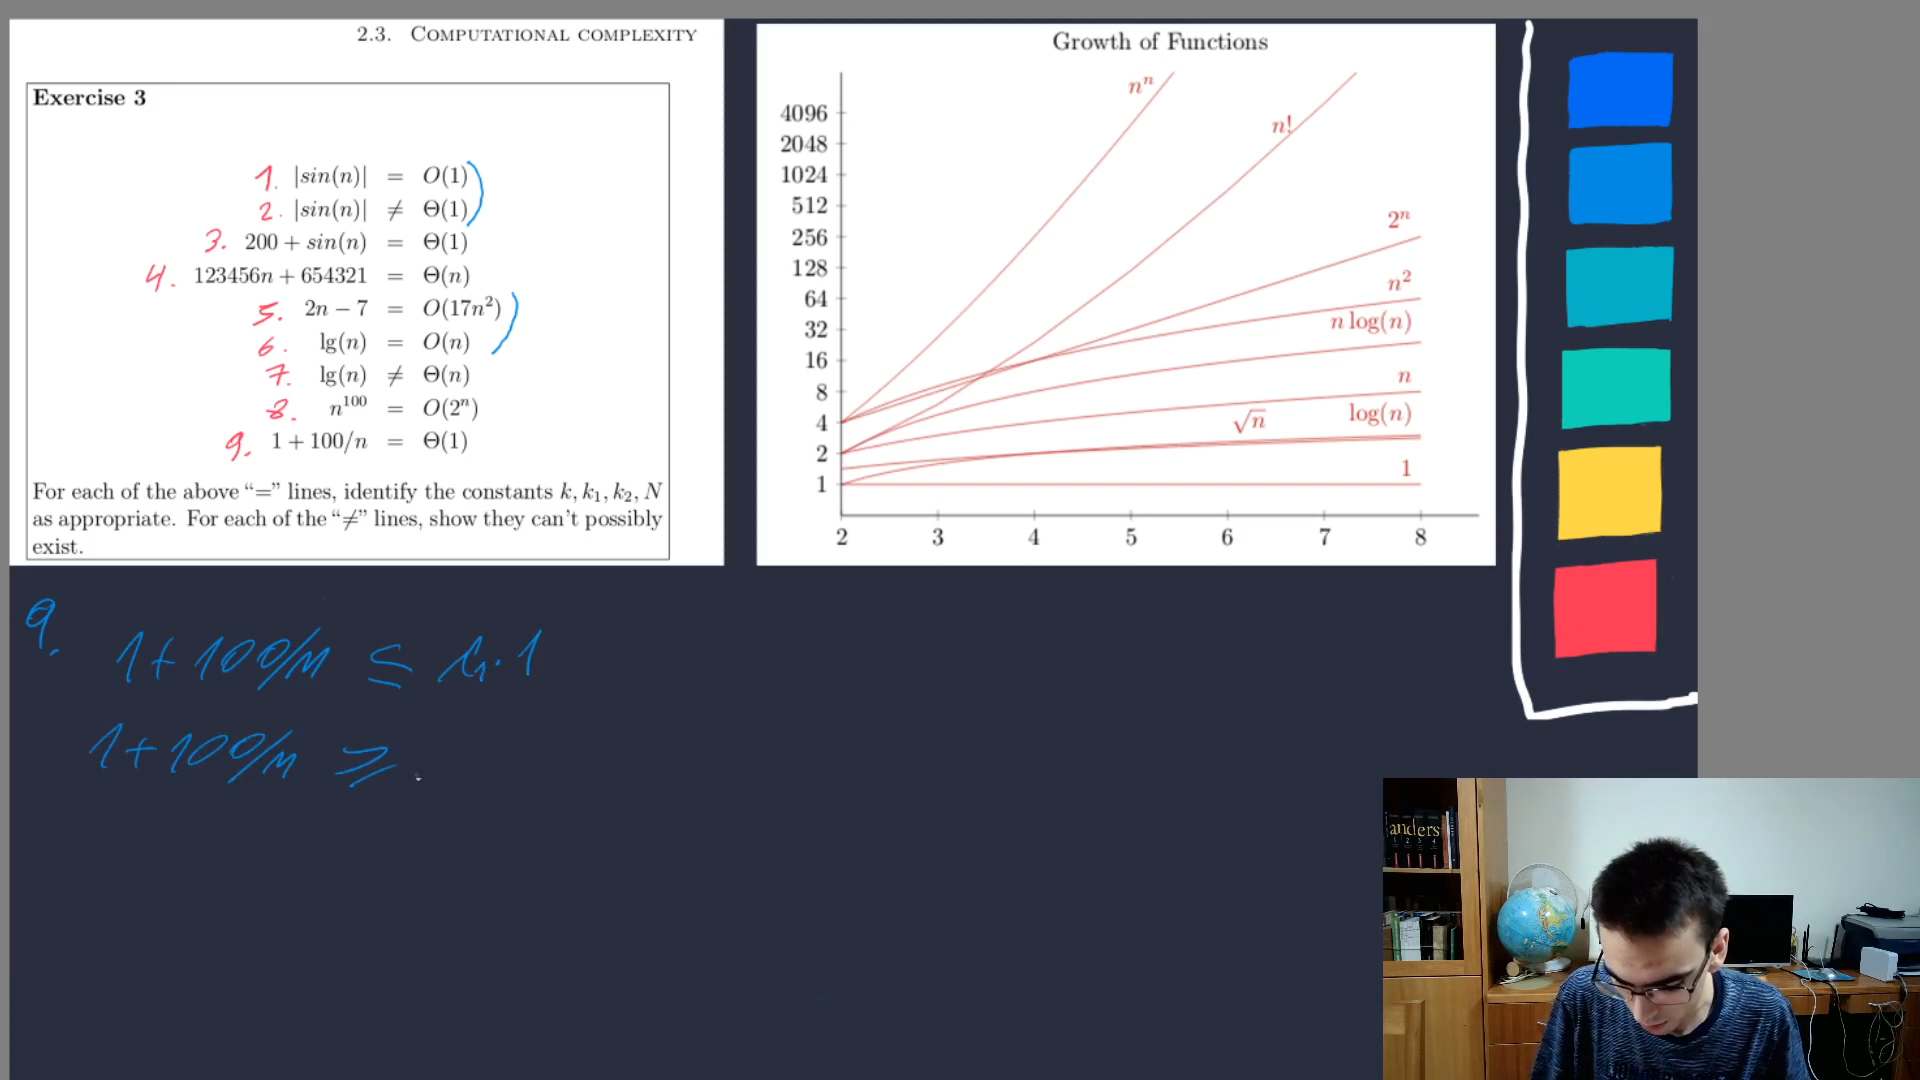 2.3. COMPUTATIONAL COMPLEXITY
Exercise 3
1. |sin(n)| = O(1)
2. |sin(n)| ≠ Θ(1)
3. 200 + sin(n) = Θ(1)
4. 123456n + 654321 = Θ(n)
5. 2n − 7 = O(17n²)
6. lg(n) = O(n)
7. lg(n) ≠ Θ(n)
8. n¹⁰⁰ = O(2ⁿ)
9. 1 + 100/n = Θ(1)
For each of the above “=” lines, identify the constants k, k₁, k₂, N
as appropriate. For each of the “≠” lines, show they can’t possibly
exist.
Growth of Functions
nⁿ
n!
2ⁿ
n²
n log(n)
n
√n
log(n)
1
4096
2048
1024
512
256
128
64
32
16
8
4
2
1
2 3 4 5 6 7 8
9.
1+100/n ≤ k₁·1
1+100/n ≥
anders
1 2 3 4